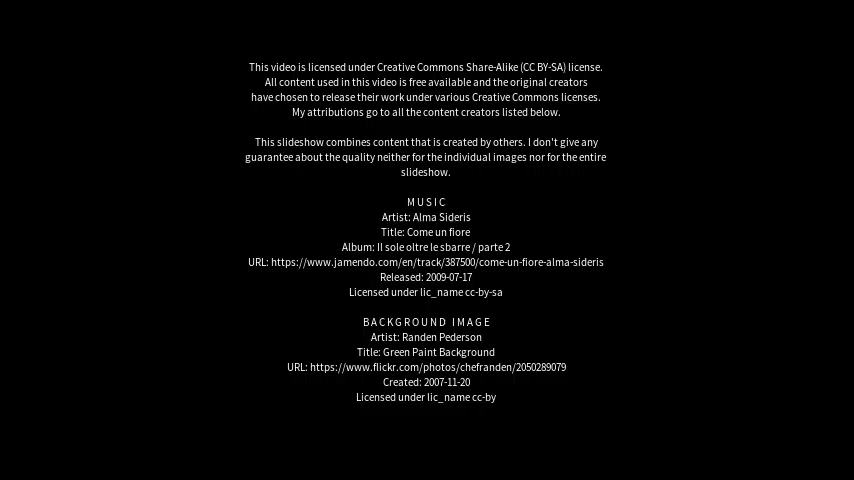 This video is licensed under Creative Commons Share-Alike (CC BY-SA) license.
All content used in this video is free available and the original creators
have chosen to release their work under various Creative Commons licenses.
My attributions go to all the content creators listed below.
This slideshow combines content that is created by others. I don't give any
guarantee about the quality neither for the individual images nor for the entire
slideshow.
MUSIC
Artist: Alma Sideris
Title: Come un fiore
Album: Il sole oltre le sbarre / parte 2
URL: https://www.jamendo.com/en/track/387500/come-un-fiore-alma-sideris
Released: 2009-07-17
Licensed under lic_name cc-by-sa
BACKGROUND IMAGE
Artist: Randen Pederson
Title: Green Paint Background
URL: https://www.flickr.com/photos/chefranden/2050289079
Created: 2007-11-20
Licensed under lic_name cc-by